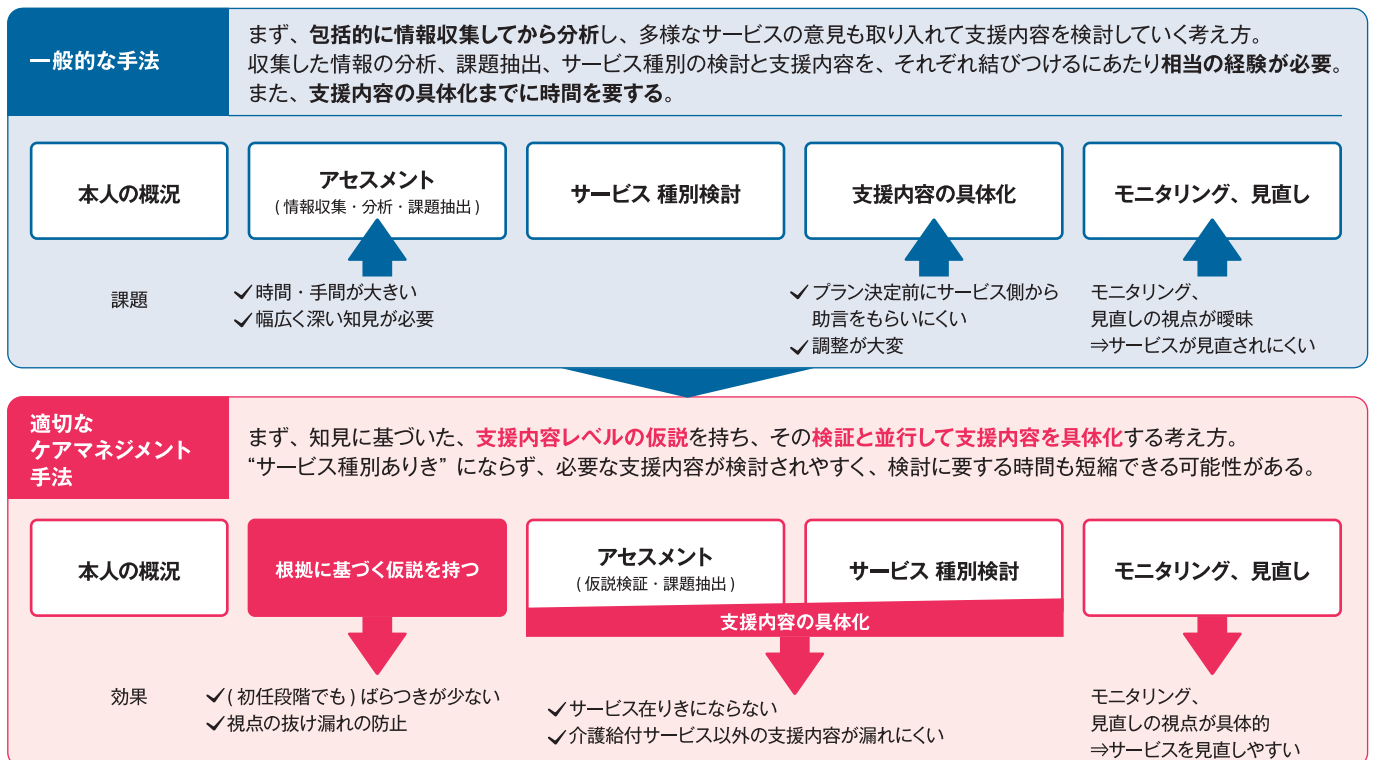 一般的な手法
まず、包括的に情報収集してから分析し、多様なサービスの意見も取り入れて支援内容を検討していく考え方。
収集した情報の分析、課題抽出、サービス種別の検討と支援内容を、それぞれ結びつけるにあたり相当の経験が必要。
また、支援内容の具体化までに時間を要する。
本人の概況
アセスメント
(情報収集・分析・課題抽出)
サービス 種別検討
支援内容の具体化
モニタリング、見直し
課題
✓時間・手間が大きい
✓幅広く深い知見が必要
✓プラン決定前にサービス側から
助言をもらいにくい
✓調整が大変
モニタリング、
見直しの視点が曖昧
⇒サービスが見直されにくい
適切な
ケアマネジメント
手法
まず、知見に基づいた、支援内容レベルの仮説を持ち、その検証と並行して支援内容を具体化する考え方。
“サービス種別ありき”にならず、必要な支援内容が検討されやすく、検討に要する時間も短縮できる可能性がある。
本人の概況
根拠に基づく仮説を持つ
アセスメント
(仮説検証・課題抽出)
サービス 種別検討
支援内容の具体化
モニタリング、見直し
効果
✓(初任段階でも)ばらつきが少ない
✓視点の抜け漏れの防止
✓サービス在りきにならない
✓介護給付サービス以外の支援内容が漏れにくい
モニタリング、
見直しの視点が具体的
⇒サービスを見直しやすい